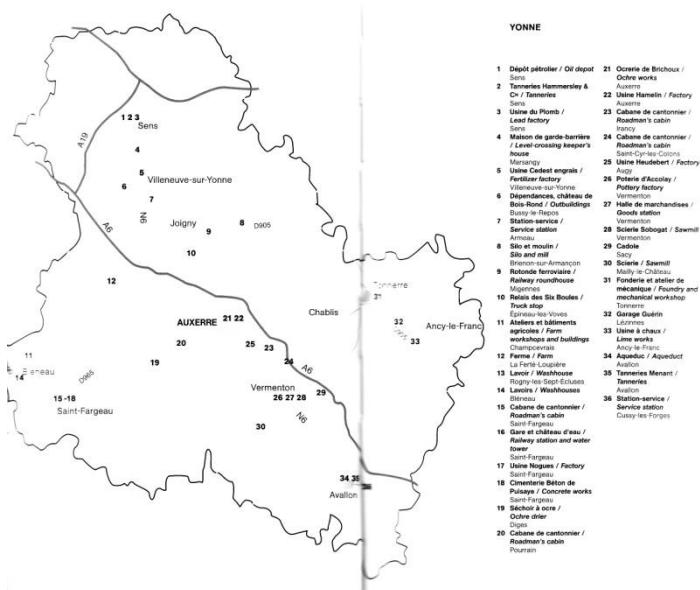 YONNE
1 Dépôt pétrolier / Oil depot
Sens
2 Tanneries Hammersley &
Cie / Tanneries
Sens
3 Usine du Plomb /
Lead factory
Sens
4 Maison de garde-barrière
/ Level-crossing keeper's
house
Marsangy
5 Usine Cedest engrais /
Fertilizer factory
Villeneuve-sur-Yonne
6 Dépendances, château de
Bois-Rond / Outbuildings
Bussy-le-Repos
7 Station-service /
Service station
Armeau
8 Silo et moulin /
Silo and mill
Brienon-sur-Armançon
9 Rotonde ferroviaire /
Railway roundhouse
Migennes
10 Relais des Six Boules /
Truck stop
Épineau-les-Voves
11 Ateliers et bâtiments
agricoles / Farm
workshops and buildings
Champcevrais
12 Ferme / Farm
La Ferté-Loupière
13 Lavoir / Washhouse
Rogny-les-Sept-Écluses
14 Lavoirs / Washhouses
Bléneau
15 Cabane de cantonnier /
Roadman's cabin
Saint-Fargeau
16 Gare et château d'eau /
Railway station and water
tower
Saint-Fargeau
17 Usine Nogues / Factory
Saint-Fargeau
18 Cimenterie Béton de
Puisaye / Concrete works
Saint-Fargeau
19 Séchoir à ocre /
Ochre drier
Diges
20 Cabane de cantonnier /
Roadman's cabin
Pourrain
21 Ocrerie de Brichoux /
Ochre works
Auxerre
22 Usine Hamelin / Factory
Auxerre
23 Cabane de cantonnier /
Roadman's cabin
Irancy
24 Cabane de cantonnier /
Roadman's cabin
Saint-Cyr-les-Colons
25 Usine Heudebert / Factory
Augy
26 Poterie d'Accolay /
Pottery factory
Vermenton
27 Halle de marchandises /
Goods station
Vermenton
28 Scierie Sobogat / Sawmill
Vermenton
29 Cadole
Sacy
30 Scierie / Sawmill
Mailly-le-Château
31 Fonderie et atelier de
mécanique / Foundry and
mechanical workshop
Tonnerre
32 Garage Guérin
Lézinnes
33 Usine à chaux /
Lime works
Ancy-le-Franc
34 Aqueduc / Aqueduct
Avallon
35 Tanneries Menant /
Tanneries
Avallon
36 Station-service /
Service station
Cussy-les-Forges
1 2 3
Sens
A19
4
5
Villeneuve-sur-Yonne
6
7
N6
Joigny
8
D905
9
A6
10
12
Tonnerre
31
Chablis
AUXERRE
21 22
32
Ancy-le-Franc
33
20
25
23
11
19
24
A6
14
D965
Vermenton
29
15 -18
26 27 28
Saint-Fargeau
N6
30
34 35
36
Avallon